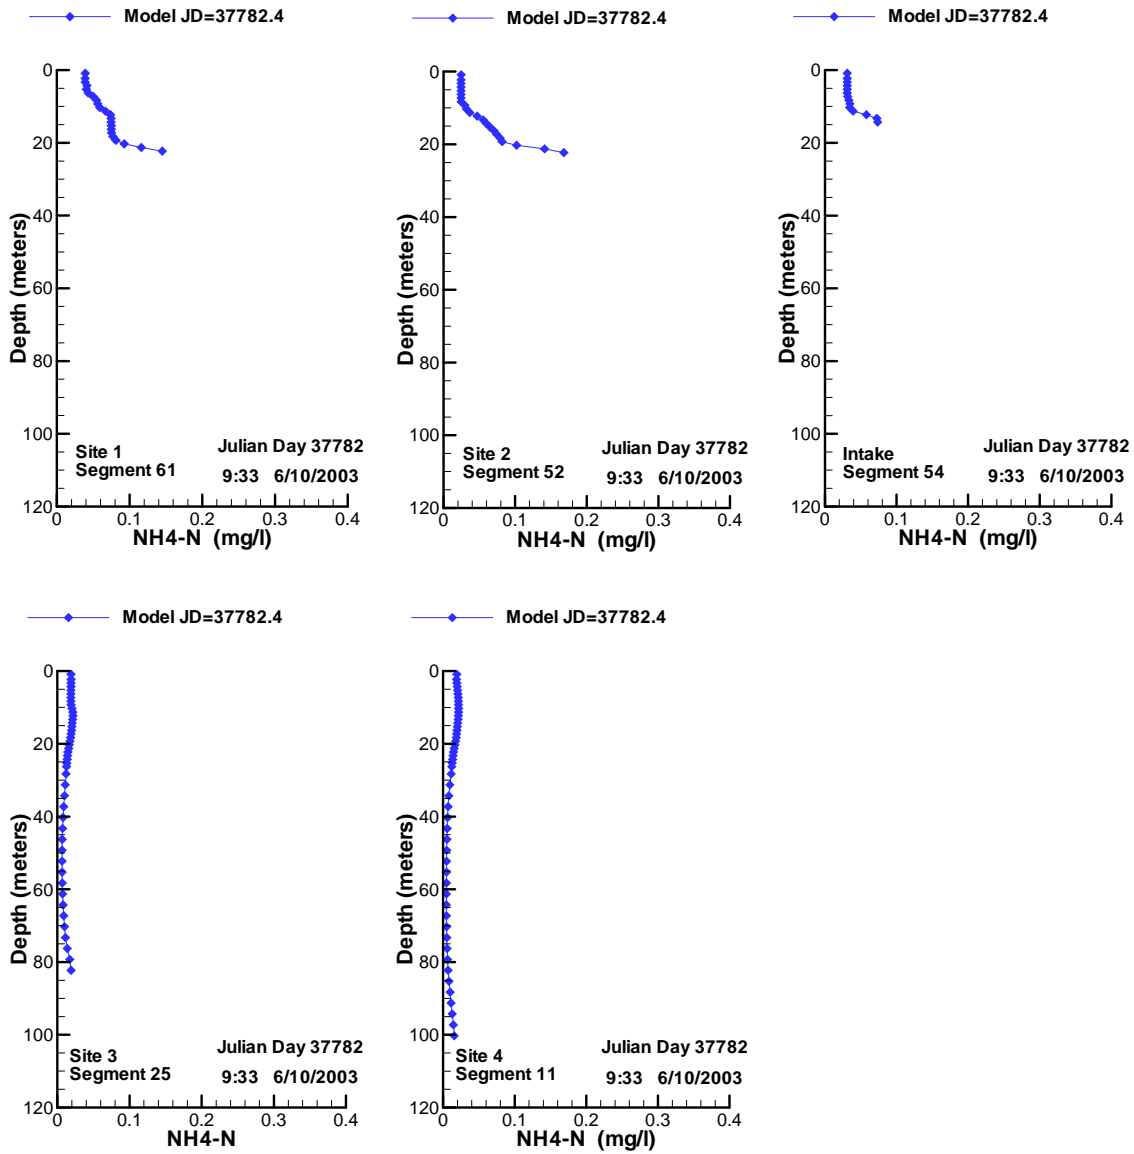 Model JD=37782.4
0
20
40
60
80
100
120
Depth (meters)
Site 1
Segment 61
Julian Day 37782
9:33 6/10/2003
0 0.1 0.2 0.3 0.4
NH4-N (mg/l)
Model JD=37782.4
0
20
40
60
80
100
120
Depth (meters)
Site 2
Segment 52
Julian Day 37782
9:33 6/10/2003
0 0.1 0.2 0.3 0.4
NH4-N (mg/l)
Model JD=37782.4
0
20
40
60
80
100
120
Depth (meters)
Intake
Segment 54
Julian Day 37782
9:33 6/10/2003
0 0.1 0.2 0.3 0.4
NH4-N (mg/l)
Model JD=37782.4
0
20
40
60
80
100
120
Depth (meters)
Site 3
Segment 25
Julian Day 37782
9:33 6/10/2003
0 0.1 0.2 0.3 0.4
NH4-N
Model JD=37782.4
0
20
40
60
80
100
120
Depth (meters)
Site 4
Segment 11
Julian Day 37782
9:33 6/10/2003
0 0.1 0.2 0.3 0.4
NH4-N (mg/l)